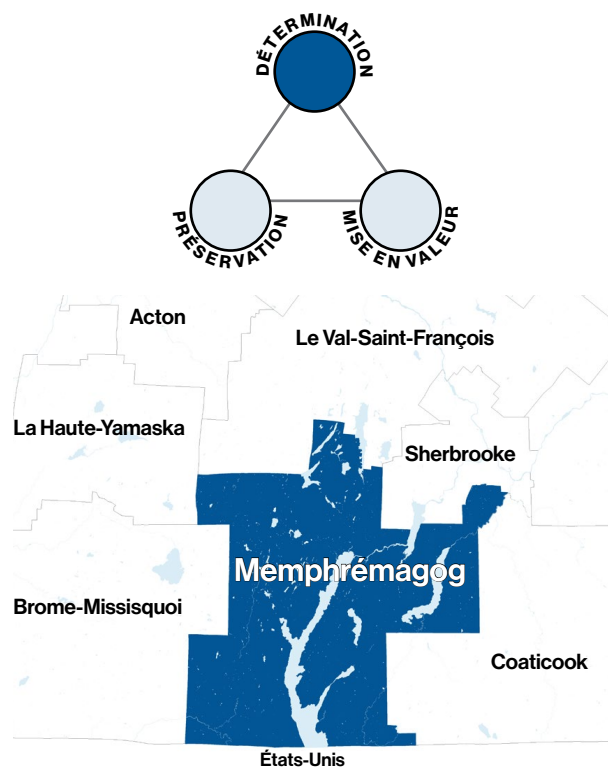 DÉTERMINATION
PRÉSERVATION
MISE EN VALEUR
Acton
Le Val-Saint-François
La Haute-Yamaska
Sherbrooke
Memphrémagog
Brome-Missisquoi
Coaticook
États-Unis